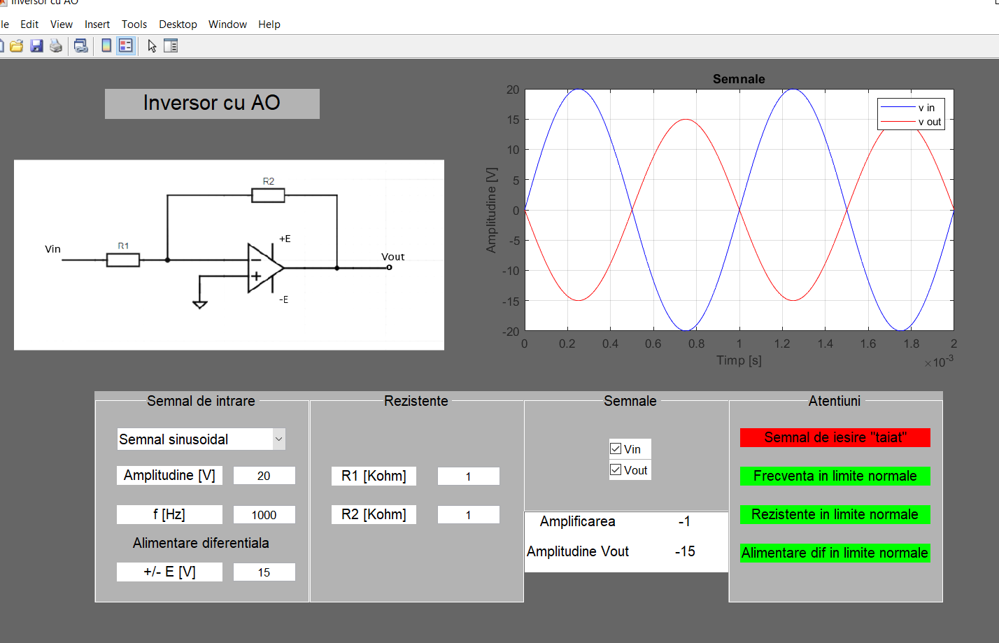 Inversor cu AO
le Edit View Insert Tools Desktop Window Help
Inversor cu AO
R2
+E
Vin
R1
Vout
-E
Semnale
20
15
10
5
0
-5
-10
-15
-20
Amplitudine [V]
v in
v out
0 0.2 0.4 0.6 0.8 1 1.2 1.4 1.6 1.8 2
Timp [s]
×10-3
Semnal de intrare
Semnal sinusoidal
Amplitudine [V] 20
f [Hz] 1000
Alimentare diferentiala
+/- E [V] 15
Rezistente
R1 [Kohm] 1
R2 [Kohm] 1
Semnale
Vin
Vout
Amplificarea -1
Amplitudine Vout -15
Atentiuni
Semnal de iesire "taiat"
Frecventa in limite normale
Rezistente in limite normale
Alimentare dif in limite normale